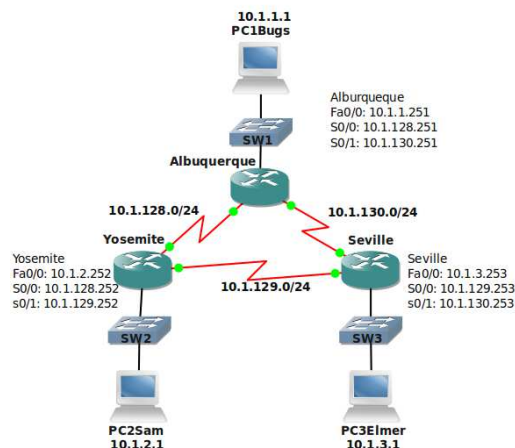 10.1.1.1
PC1Bugs
Alburqueque
Fa0/0: 10.1.1.251
S0/0: 10.1.128.251
S0/1: 10.1.130.251
SW1
Albuquerque
10.1.128.0/24
10.1.130.0/24
Yosemite
Seville
Yosemite
Fa0/0: 10.1.2.252
S0/0: 10.1.128.252
s0/1: 10.1.129.252
10.1.129.0/24
Seville
Fa0/0: 10.1.3.253
S0/0: 10.1.129.253
s0/1: 10.1.130.253
SW2
SW3
PC2Sam
10.1.2.1
PC3Elmer
10.1.3.1